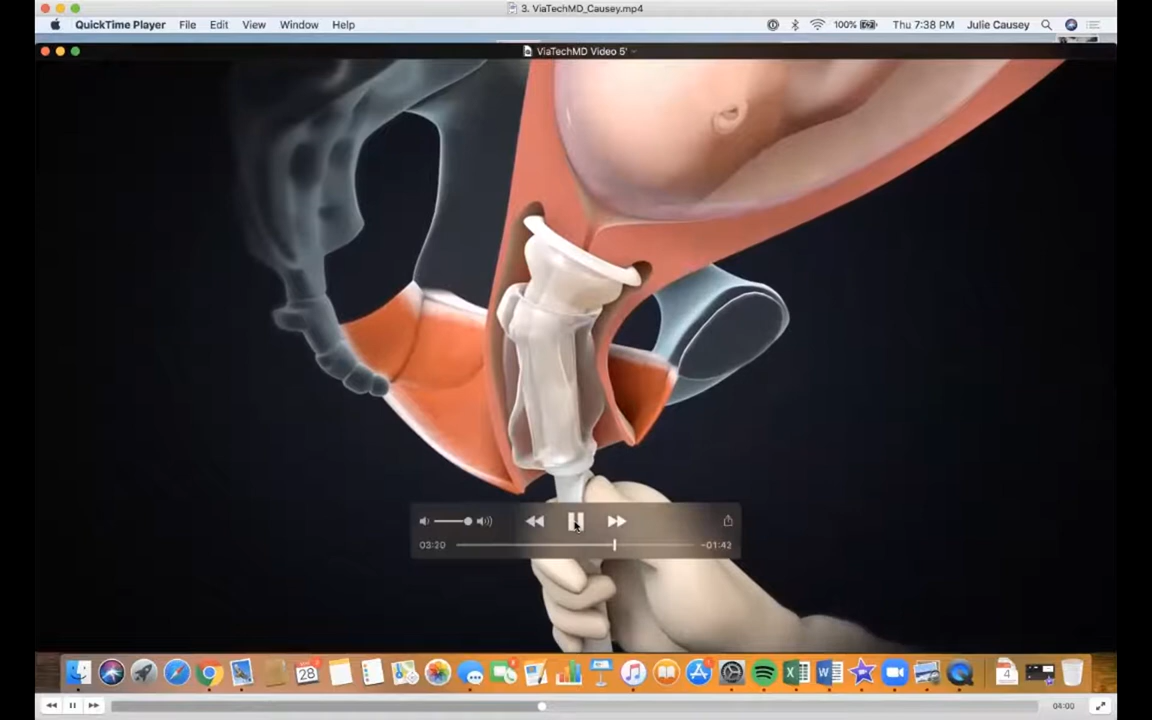 3. ViaTechMD_Causey.mp4
QuickTime Player File Edit View Window Help 100% Thu 7:38 PM Julie Causey
ViaTechMD Video 5'
03:20 -01:42
28
4
04:00